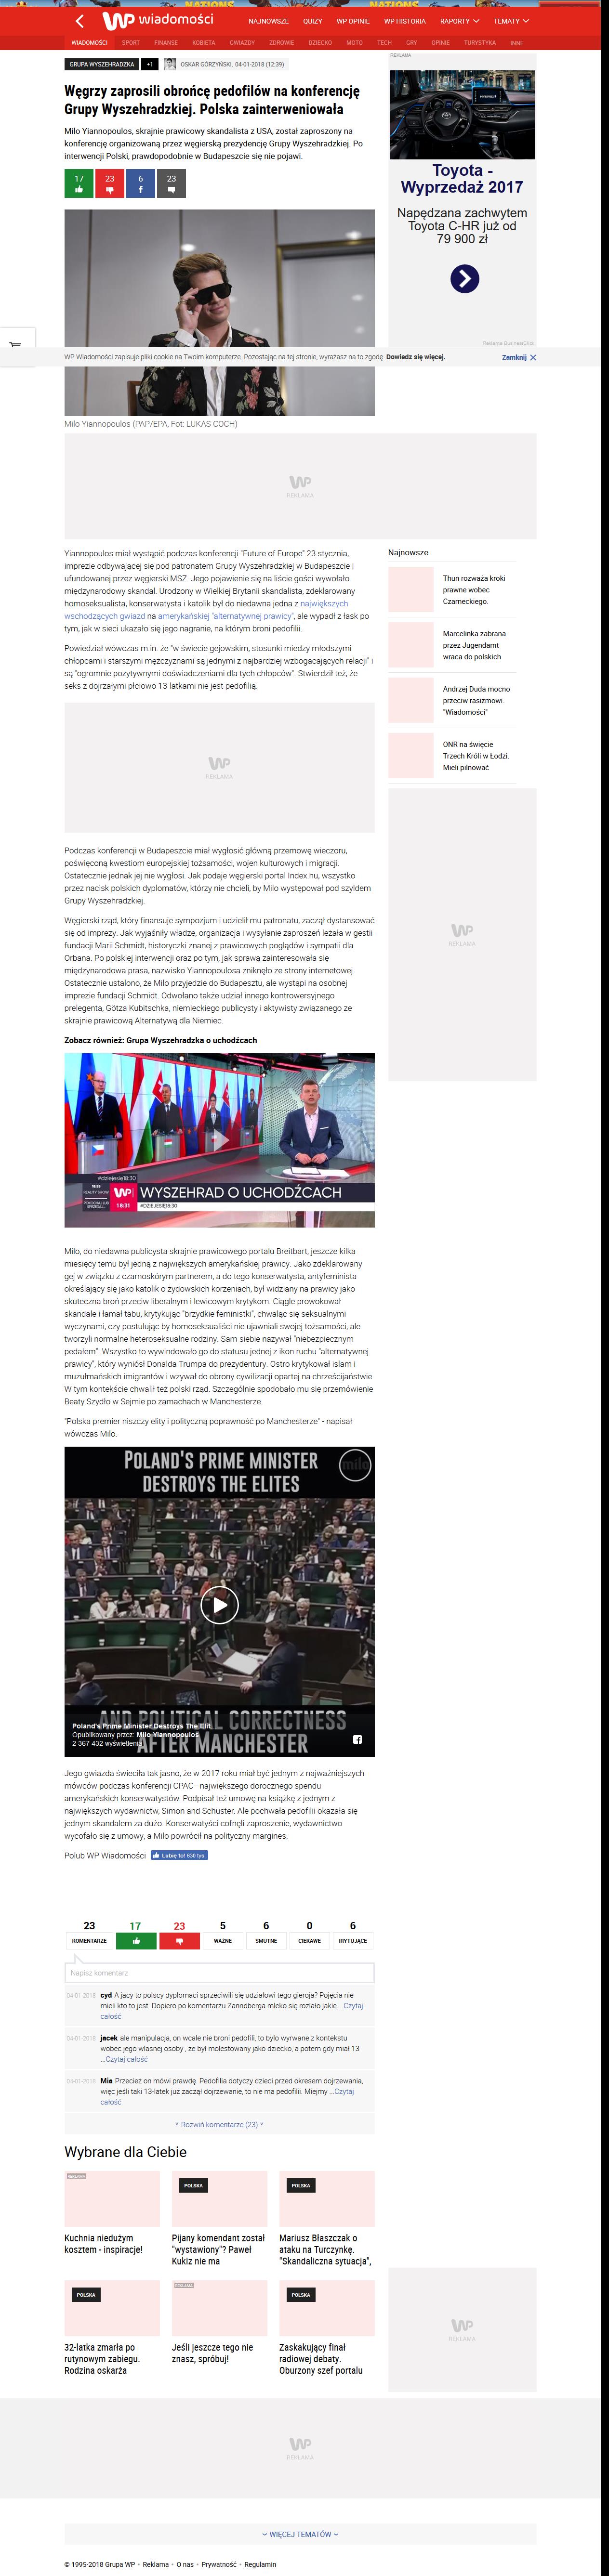 NATIONS
NATIONS
WP wiadomości
NAJNOWSZE QUIZY WP OPINIE WP HISTORIA RAPORTY TEMATY
WIADOMOŚCI SPORT FINANSE KOBIETA GWIAZDY ZDROWIE DZIECKO MOTO TECH GRY OPINIE TURYSTYKA INNE
GRUPA WYSZEHRADZKA +1 OSKAR GÓRZYŃSKI, 04-01-2018 (12:39)
Węgrzy zaprosili obrońcę pedofilów na konferencję
Grupy Wyszehradzkiej. Polska zainterweniowała
Milo Yiannopoulos, skrajnie prawicowy skandalista z USA, został zaproszony na
konferencję organizowaną przez węgierską prezydencję Grupy Wyszehradzkiej. Po
interwencji Polski, prawdopodobnie w Budapeszcie się nie pojawi.
17 23 6 23
REKLAMA
Toyota -
Wyprzedaż 2017
Napędzana zachwytem
Toyota C-HR już od
79 900 zł
Reklama BusinessClick
WP Wiadomości zapisuje pliki cookie na Twoim komputerze. Pozostając na tej stronie, wyrażasz na to zgodę. Dowiedz się więcej.
Zamknij
Milo Yiannopoulos (PAP/EPA, Fot: LUKAS COCH)
WP
REKLAMA
Yiannopoulos miał wystąpić podczas konferencji "Future of Europe" 23 stycznia,
imprezie odbywającej się pod patronatem Grupy Wyszehradzkiej w Budapeszcie i
ufundowanej przez węgierski MSZ. Jego pojawienie się na liście gości wywołało
międzynarodowy skandal. Urodzony w Wielkiej Brytanii skandalista, zdeklarowany
homoseksualista, konserwatysta i katolik był do niedawna jedna z największych
wschodzących gwiazd na amerykańskiej "alternatywnej prawicy", ale wypadł z łask po
tym, jak w sieci ukazało się jego nagranie, na którym broni pedofilii.
Powiedział wówczas m.in. że "w świecie gejowskim, stosunki miedzy młodszymi
chłopcami i starszymi mężczyznami są jednymi z najbardziej wzbogacających relacji" i
są "ogromnie pozytywnymi doświadczeniami dla tych chłopców". Stwierdził też, że
seks z dojrzałymi płciowo 13-latkami nie jest pedofilią.
Najnowsze
Thun rozważa kroki
prawne wobec
Czarneckiego.
Marcelinka zabrana
przez Jugendamt
wraca do polskich
Andrzej Duda mocno
przeciw rasizmowi.
"Wiadomości"
ONR na święcie
Trzech Króli w Łodzi.
Mieli pilnować
WP
REKLAMA
WP
REKLAMA
Podczas konferencji w Budapeszcie miał wygłosić główną przemowę wieczoru,
poświęconą kwestiom europejskiej tożsamości, wojen kulturowych i migracji.
Ostatecznie jednak jej nie wygłosi. Jak podaje węgierski portal Index.hu, wszystko
przez nacisk polskich dyplomatów, którzy nie chcieli, by Milo występował pod szyldem
Grupy Wyszehradzkiej.
Węgierski rząd, który finansuje sympozjum i udzielił mu patronatu, zaczął dystansować
się od imprezy. Jak wyjaśniły władze, organizacja i wysyłanie zaproszeń leżała w gestii
fundacji Marii Schmidt, historyczki znanej z prawicowych poglądów i sympatii dla
Orbana. Po polskiej interwencji oraz po tym, jak sprawą zainteresowała się
międzynarodowa prasa, nazwisko Yiannopoulosa zniknęło ze strony internetowej.
Ostatecznie ustalono, że Milo przyjedzie do Budapesztu, ale wystąpi na osobnej
imprezie fundacji Schmidt. Odwołano także udział innego kontrowersyjnego
prelegenta, Götza Kubitschka, niemieckiego publicysty i aktywisty związanego ze
skrajnie prawicową Alternatywą dla Niemiec.
Zobacz również: Grupa Wyszehradzka o uchodźcach
#dziejesię18:30
WP
18:31
WYSZEHRAD O UCHODŹCACH
#DZIEJESIĘ18:30
Milo, do niedawna publicysta skrajnie prawicowego portalu Breitbart, jeszcze kilka
miesięcy temu był jedną z największych amerykańskiej prawicy. Jako zdeklarowany
gej w związku z czarnoskórym partnerem, a do tego konserwatysta, antyfeminista
określający się jako katolik o żydowskich korzeniach, był widziany na prawicy jako
skuteczna broń przeciw liberalnym i lewicowym krytykom. Ciągle prowokował
skandale i łamał tabu, krytykując "brzydkie feministki", chwaląc się seksualnymi
wyczynami, czy postulując by homoseksualiści nie ujawniali swojej tożsamości, ale
tworzyli normalne heteroseksualne rodziny. Sam siebie nazywał "niebezpiecznym
pedałem". Wszystko to wywindowało go do statusu jednej z ikon ruchu "alternatywnej
prawicy", który wyniósł Donalda Trumpa do prezydentury. Ostro krytykował islam i
muzułmańskich imigrantów i wzywał do obrony cywilizacji opartej na chrześcijaństwie.
W tym kontekście chwalił też polski rząd. Szczególnie spodobało mu się przemówienie
Beaty Szydło w Sejmie po zamachach w Manchesterze.
"Polska premier niszczy elity i polityczną poprawność po Manchesterze" - napisał
wówczas Milo.
POLAND'S PRIME MINISTER
DESTROYS THE ELITES
milo
AND POLITICAL CORRECTNESS
AFTER MANCHESTER
Poland's Prime Minister Destroys The Elit...
Opublikowany przez: Milo Yiannopoulos
2 367 432 wyświetlenia
Jego gwiazda świeciła tak jasno, że w 2017 roku miał być jednym z najważniejszych
mówców podczas konferencji CPAC - największego dorocznego spendu
amerykańskich konserwatystów. Podpisał też umowę na książkę z jednym z
największych wydawnictw, Simon and Schuster. Ale pochwała pedofilii okazała się
jednym skandalem za dużo. Konserwatyści cofnęli zaproszenie, wydawnictwo
wycofało się z umowy, a Milo powrócił na polityczny margines.
Polub WP Wiadomości Lubię to! 630 tys.
23 17 23 5 6 0 6
KOMENTARZE WAŻNE SMUTNE CIEKAWE IRYTUJĄCE
Napisz komentarz
04-01-2018 cyd A jacy to polscy dyplomaci sprzeciwili się udziałowi tego gieroja? Pojęcia nie
mieli kto to jest .Dopiero po komentarzu Zanndberga mleko się rozlało jakie ...Czytaj
całość
04-01-2018 jacek ale manipulacja, on wcale nie broni pedofili, to było wyrwane z kontekstu
wobec jego własnej osoby , ze był molestowany jako dziecko, a potem gdy miał 13
...Czytaj całość
04-01-2018 Mia Przecież on mówi prawdę. Pedofilia dotyczy dzieci przed okresem dojrzewania,
więc jeśli taki 13-latek już zaczął dojrzewanie, to nie ma pedofilii. Miejmy ...Czytaj
całość
Rozwiń komentarze (23)
Wybrane dla Ciebie
REKLAMA
POLSKA
POLSKA
Kuchnia niedużym
kosztem - inspiracje!
Pijany komendant został
"wystawiony"? Paweł
Kukiz nie ma
Mariusz Błaszczak o
ataku na Turczynkę.
"Skandaliczna sytuacja",
POLSKA
REKLAMA
POLSKA
32-latka zmarła po
rutynowym zabiegu.
Rodzina oskarża
Jeśli jeszcze tego nie
znasz, spróbuj!
Zaskakujący finał
radiowej debaty.
Oburzony szef portalu
WP
REKLAMA
WP
REKLAMA
WIĘCEJ TEMATÓW
© 1995-2018 Grupa WP • Reklama • O nas • Prywatność • Regulamin